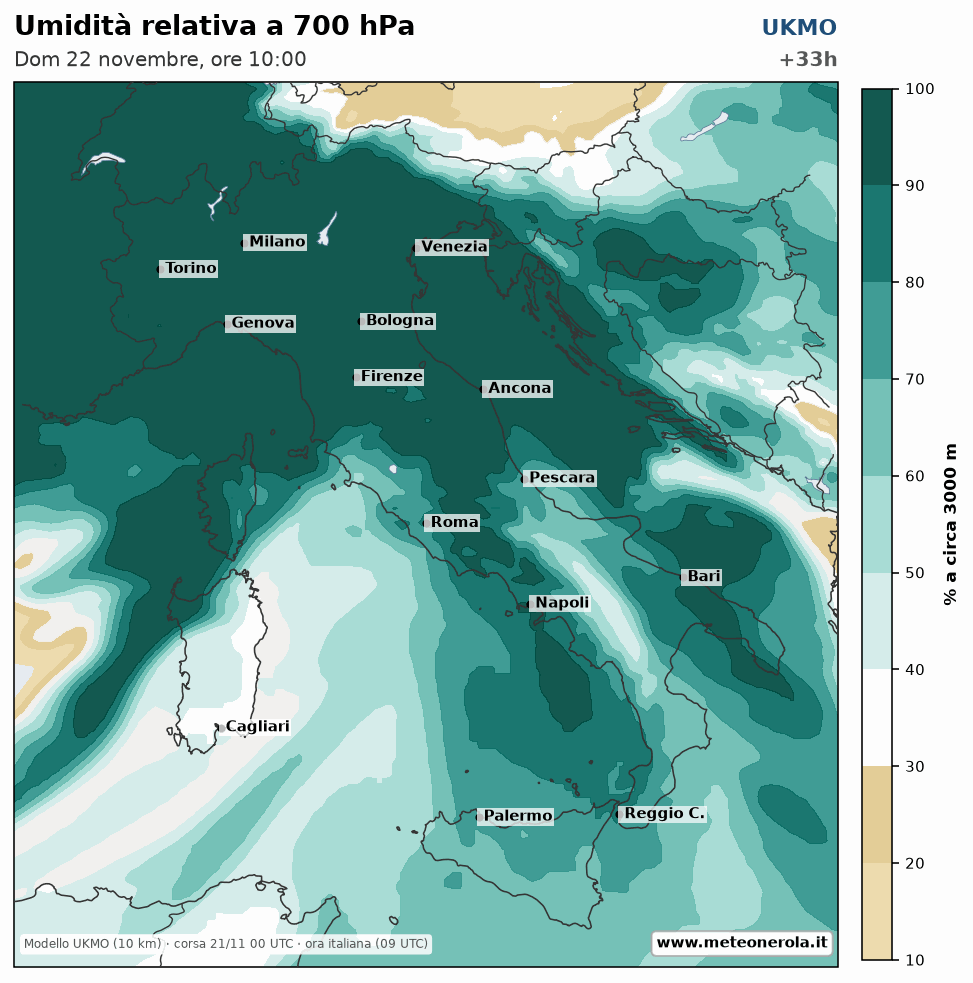 Umidità relativa a 700 hPa
UKMO
Dom 22 novembre, ore 10:00
+33h
100
90
80
70
60
50
40
30
20
10
% a circa 3000 m
Milano
Venezia
Torino
Genova
Bologna
Firenze
Ancona
Pescara
Roma
Bari
Napoli
Cagliari
Palermo
Reggio C.
Modello UKMO (10 km) · corsa 21/11 00 UTC · ora italiana (09 UTC)
www.meteonerola.it